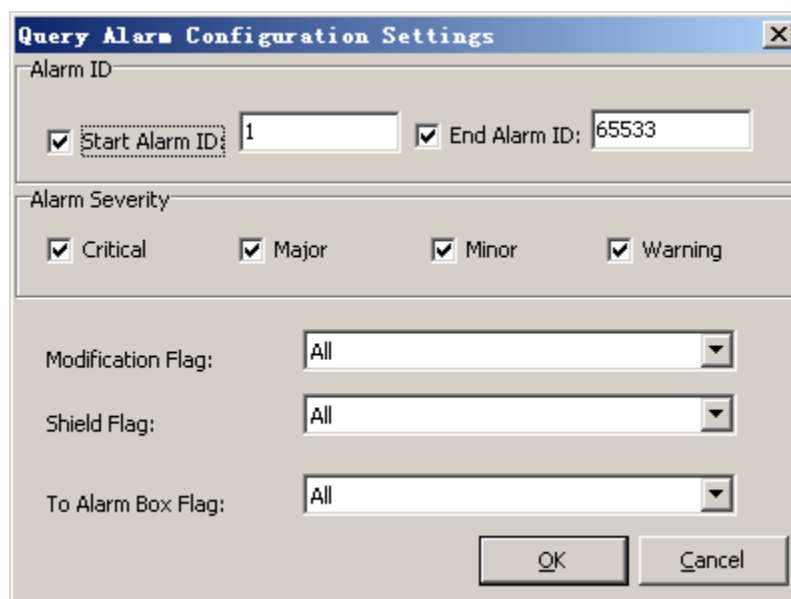 Query Alarm Configuration Settings
Alarm ID
Start Alarm ID: 1 End Alarm ID: 65533
Alarm Severity
Critical Major Minor Warning
Modification Flag: All
Shield Flag: All
To Alarm Box Flag: All
OK Cancel